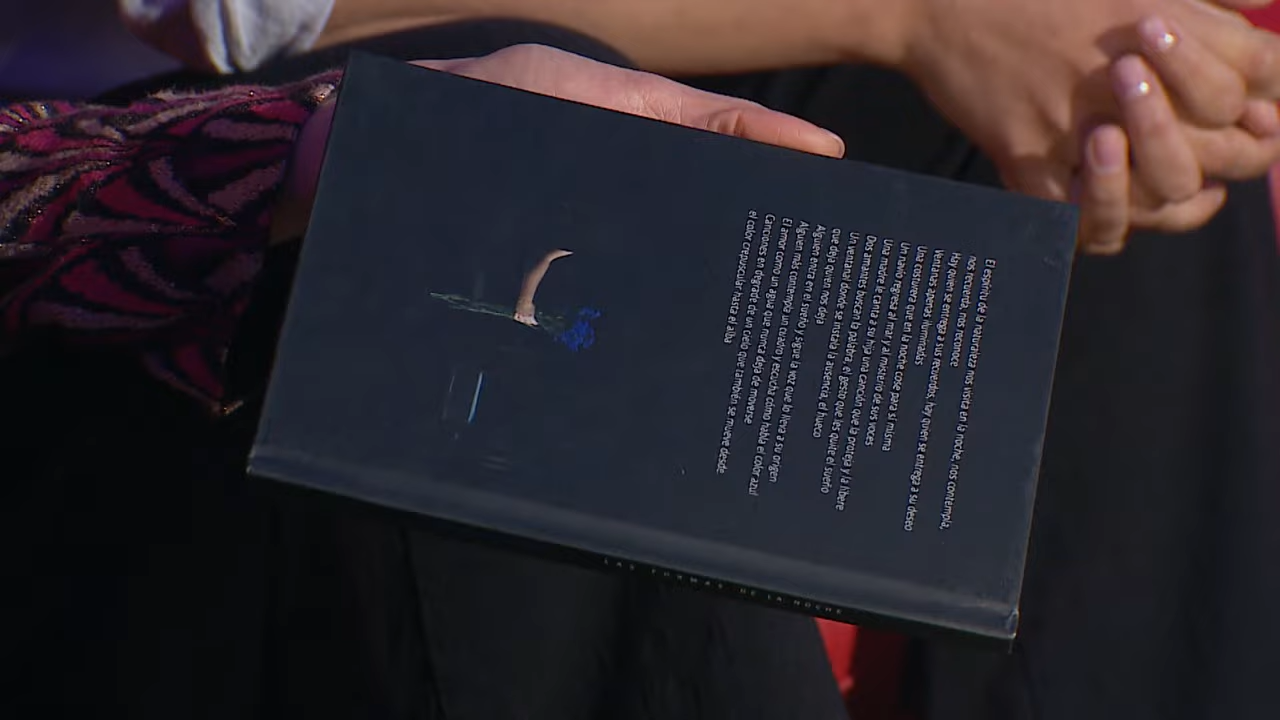 El espíritu de la naturaleza nos visita en la noche, nos contempla,
nos recuerda, nos reconoce
Hay quien se entrega a sus recuerdos, hay quien se entrega a su deseo
Ventanas apenas iluminadas
Una costurera que en la noche cose para sí misma
Un navío regresa al mar y al misterio de sus voces
Una madre le canta a su hija una canción que la proteja y la libere
Dos amantes buscan la palabra, el gesto que les quite el sueño
Un ventanal donde se instala la ausencia, el hueco
que deja quien nos deja
Alguien entra en el sueño y sigue la voz que lo lleva a su origen
Alguien más contempla un cuadro y escucha cómo habla el color azul
El amor como un agua que nunca deja de moverse
Canciones en degradé de un cielo que también se mueve desde
el color crepuscular hasta el alba
LAS FORMAS DE LA NOCHE